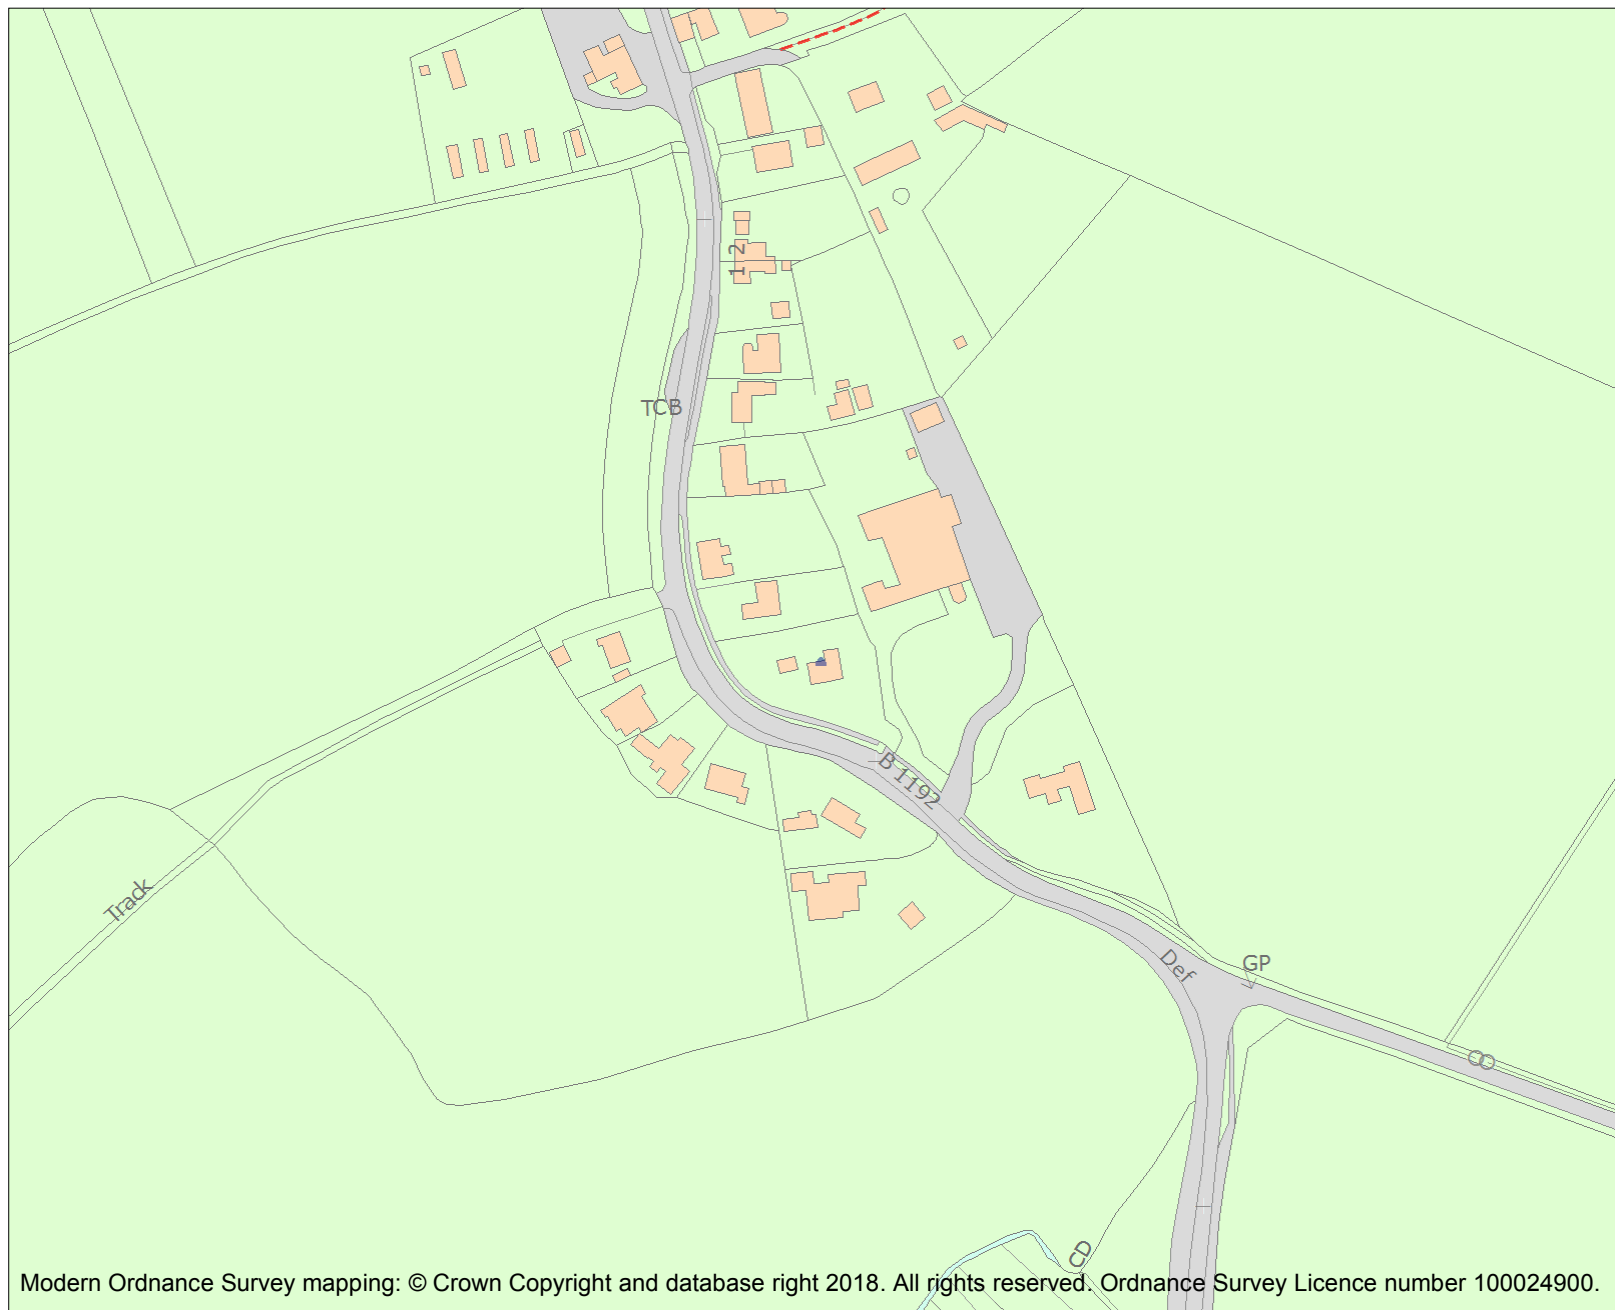 1 2
TCB
B 1192
Track
Def
GP
CD
Modern Ordnance Survey mapping: © Crown Copyright and database right 2018. All rights reserved. Ordnance Survey Licence number 100024900.